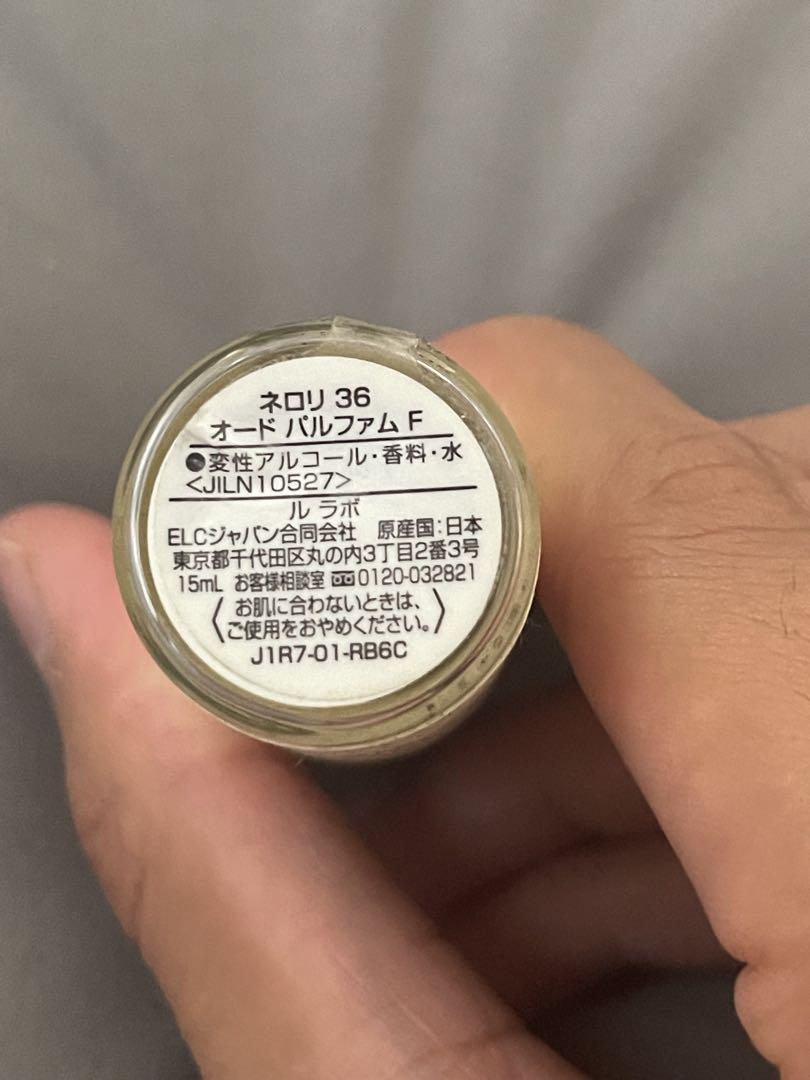 ネロリ 36
オード パルファム F
●変性アルコール・香料・水
<JILN10527>
ル ラボ
ELCジャパン合同会社 原産国:日本
東京都千代田区丸の内3丁目2番3号
15mL お客様相談室 0120-032821
〈お肌に合わないときは、
ご使用をおやめください。〉
J1R7-01-RB6C